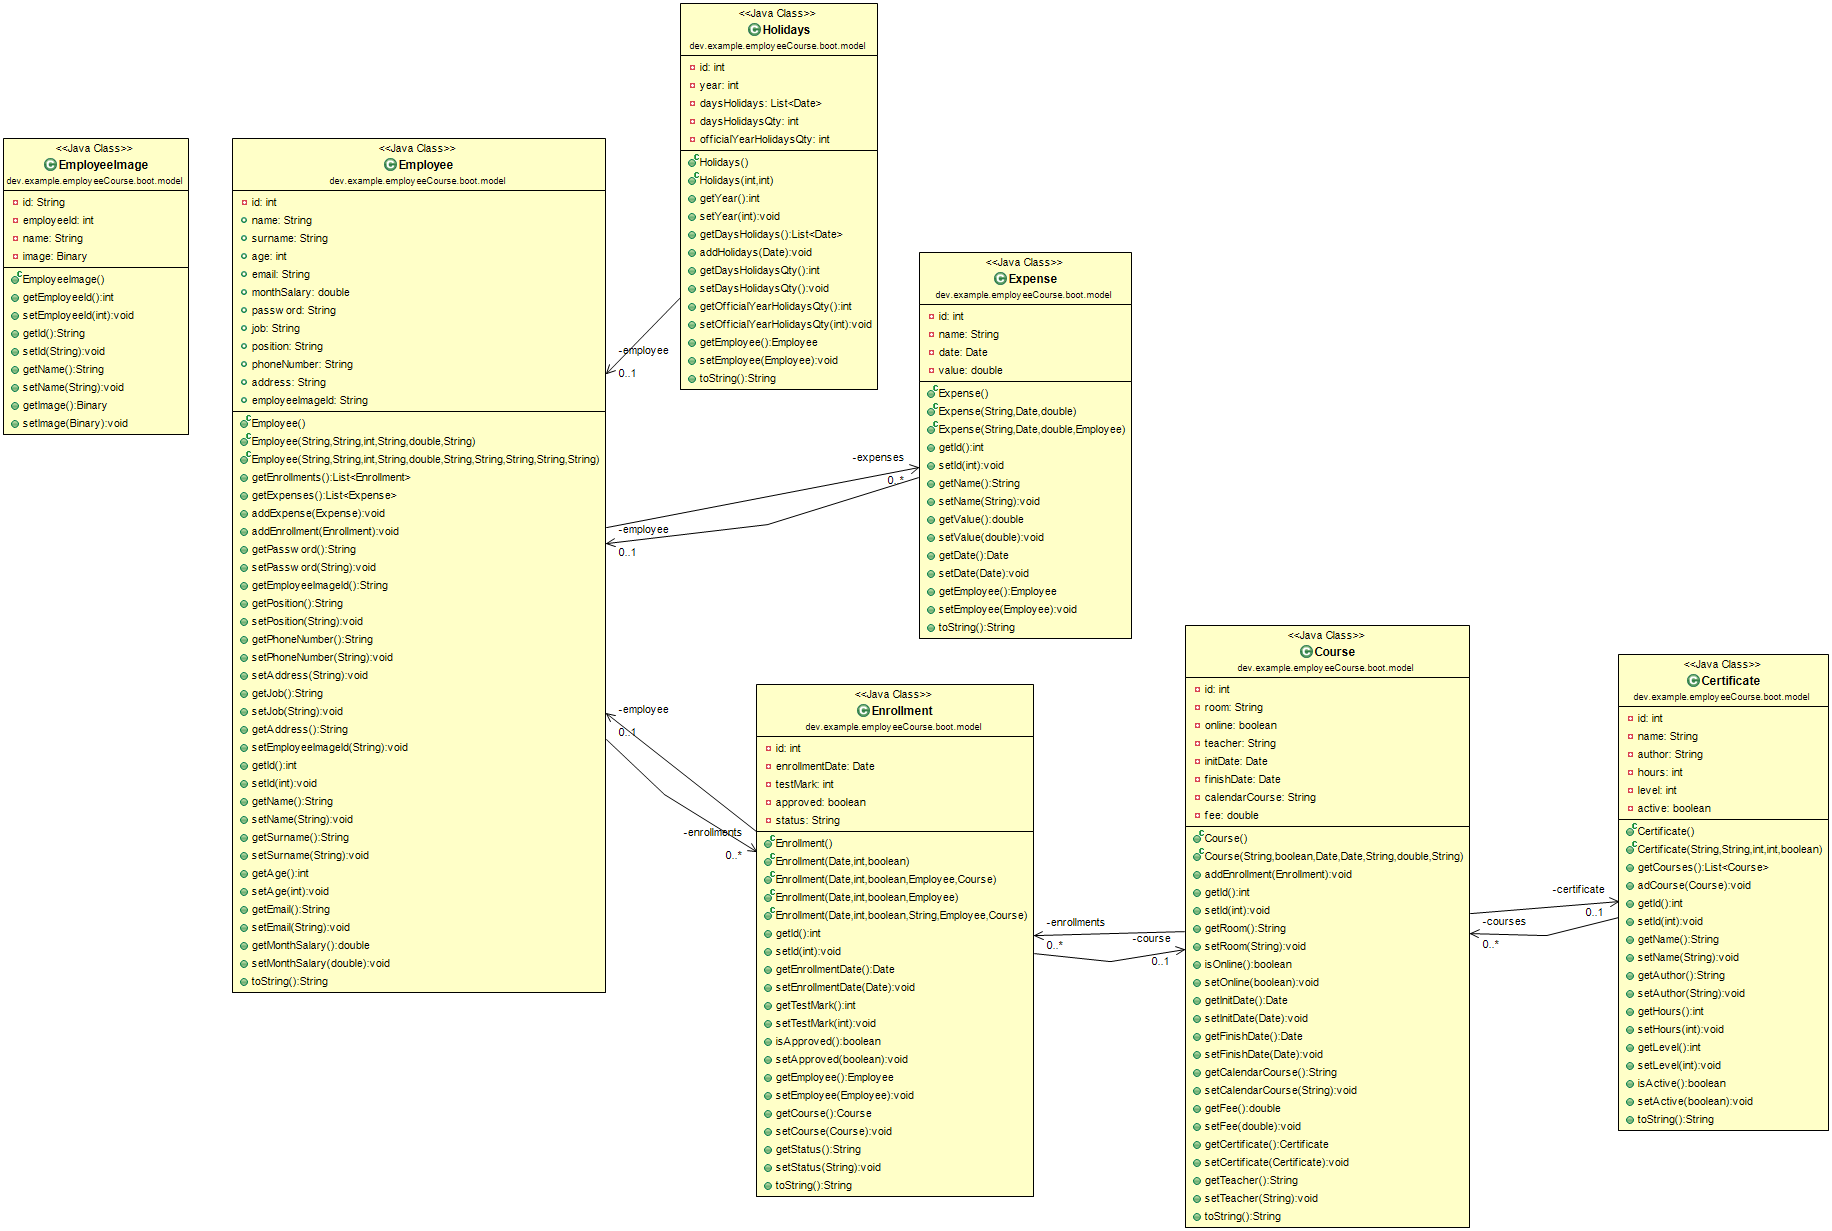 <<Java Class>>
EmployeeImage
dev.example.employeeCourse.boot.model
id: String
employeeId: int
name: String
image: Binary
EmployeeImage()
getEmployeeId():int
setEmployeeId(int):void
getId():String
setId(String):void
getName():String
setName(String):void
getImage():Binary
setImage(Binary):void
<<Java Class>>
Employee
dev.example.employeeCourse.boot.model
id: int
name: String
surname: String
age: int
email: String
monthSalary: double
password: String
job: String
position: String
phoneNumber: String
address: String
employeeImageId: String
Employee()
Employee(String,String,int,String,double,String)
Employee(String,String,int,String,double,String,String,String,String,String)
getEnrollments():List<Enrollment>
getExpenses():List<Expense>
addExpense(Expense):void
addEnrollment(Enrollment):void
getPassword():String
setPassword(String):void
getEmployeeImageId():String
getPosition():String
setPosition(String):void
getPhoneNumber():String
setPhoneNumber(String):void
setAddress(String):void
getJob():String
setJob(String):void
getAddress():String
setEmployeeImageId(String):void
getId():int
setId(int):void
getName():String
setName(String):void
getSurname():String
setSurname(String):void
getAge():int
setAge(int):void
getEmail():String
setEmail(String):void
getMonthSalary():double
setMonthSalary(double):void
toString():String
<<Java Class>>
Holidays
dev.example.employeeCourse.boot.model
id: int
year: int
daysHolidays: List<Date>
daysHolidaysQty: int
officialYearHolidaysQty: int
Holidays()
Holidays(int,int)
getYear():int
setYear(int):void
getDaysHolidays():List<Date>
addHolidays(Date):void
getDaysHolidaysQty():int
setDaysHolidaysQty():void
getOfficialYearHolidaysQty():int
setOfficialYearHolidaysQty(int):void
getEmployee():Employee
setEmployee(Employee):void
toString():String
-employee
0..1
<<Java Class>>
Expense
dev.example.employeeCourse.boot.model
id: int
name: String
date: Date
value: double
Expense()
Expense(String,Date,double)
Expense(String,Date,double,Employee)
getId():int
setId(int):void
getName():String
setName(String):void
getValue():double
setValue(double):void
getDate():Date
setDate(Date):void
getEmployee():Employee
setEmployee(Employee):void
toString():String
-expenses
0..*
-employee
0..1
-employee
0..1
-enrollments
0..*
<<Java Class>>
Enrollment
dev.example.employeeCourse.boot.model
id: int
enrollmentDate: Date
testMark: int
approved: boolean
status: String
Enrollment()
Enrollment(Date,int,boolean)
Enrollment(Date,int,boolean,Employee,Course)
Enrollment(Date,int,boolean,Employee)
Enrollment(Date,int,boolean,String,Employee,Course)
getId():int
setId(int):void
getEnrollmentDate():Date
setEnrollmentDate(Date):void
getTestMark():int
setTestMark(int):void
isApproved():boolean
setApproved(boolean):void
getEmployee():Employee
setEmployee(Employee):void
getCourse():Course
setCourse(Course):void
getStatus():String
setStatus(String):void
toString():String
-enrollments
0..*
-course
0..1
<<Java Class>>
Course
dev.example.employeeCourse.boot.model
id: int
room: String
online: boolean
teacher: String
initDate: Date
finishDate: Date
calendarCourse: String
fee: double
Course()
Course(String,boolean,Date,Date,String,double,String)
addEnrollment(Enrollment):void
getId():int
setId(int):void
getRoom():String
setRoom(String):void
isOnline():boolean
setOnline(boolean):void
getInitDate():Date
setInitDate(Date):void
getFinishDate():Date
setFinishDate(Date):void
getCalendarCourse():String
setCalendarCourse(String):void
getFee():double
setFee(double):void
getCertificate():Certificate
setCertificate(Certificate):void
getTeacher():String
setTeacher(String):void
toString():String
-certificate
0..1
-courses
0..*
<<Java Class>>
Certificate
dev.example.employeeCourse.boot.model
id: int
name: String
author: String
hours: int
level: int
active: boolean
Certificate()
Certificate(String,String,int,int,boolean)
getCourses():List<Course>
adCourse(Course):void
getId():int
setId(int):void
getName():String
setName(String):void
getAuthor():String
setAuthor(String):void
getHours():int
setHours(int):void
getLevel():int
setLevel(int):void
isActive():boolean
setActive(boolean):void
toString():String